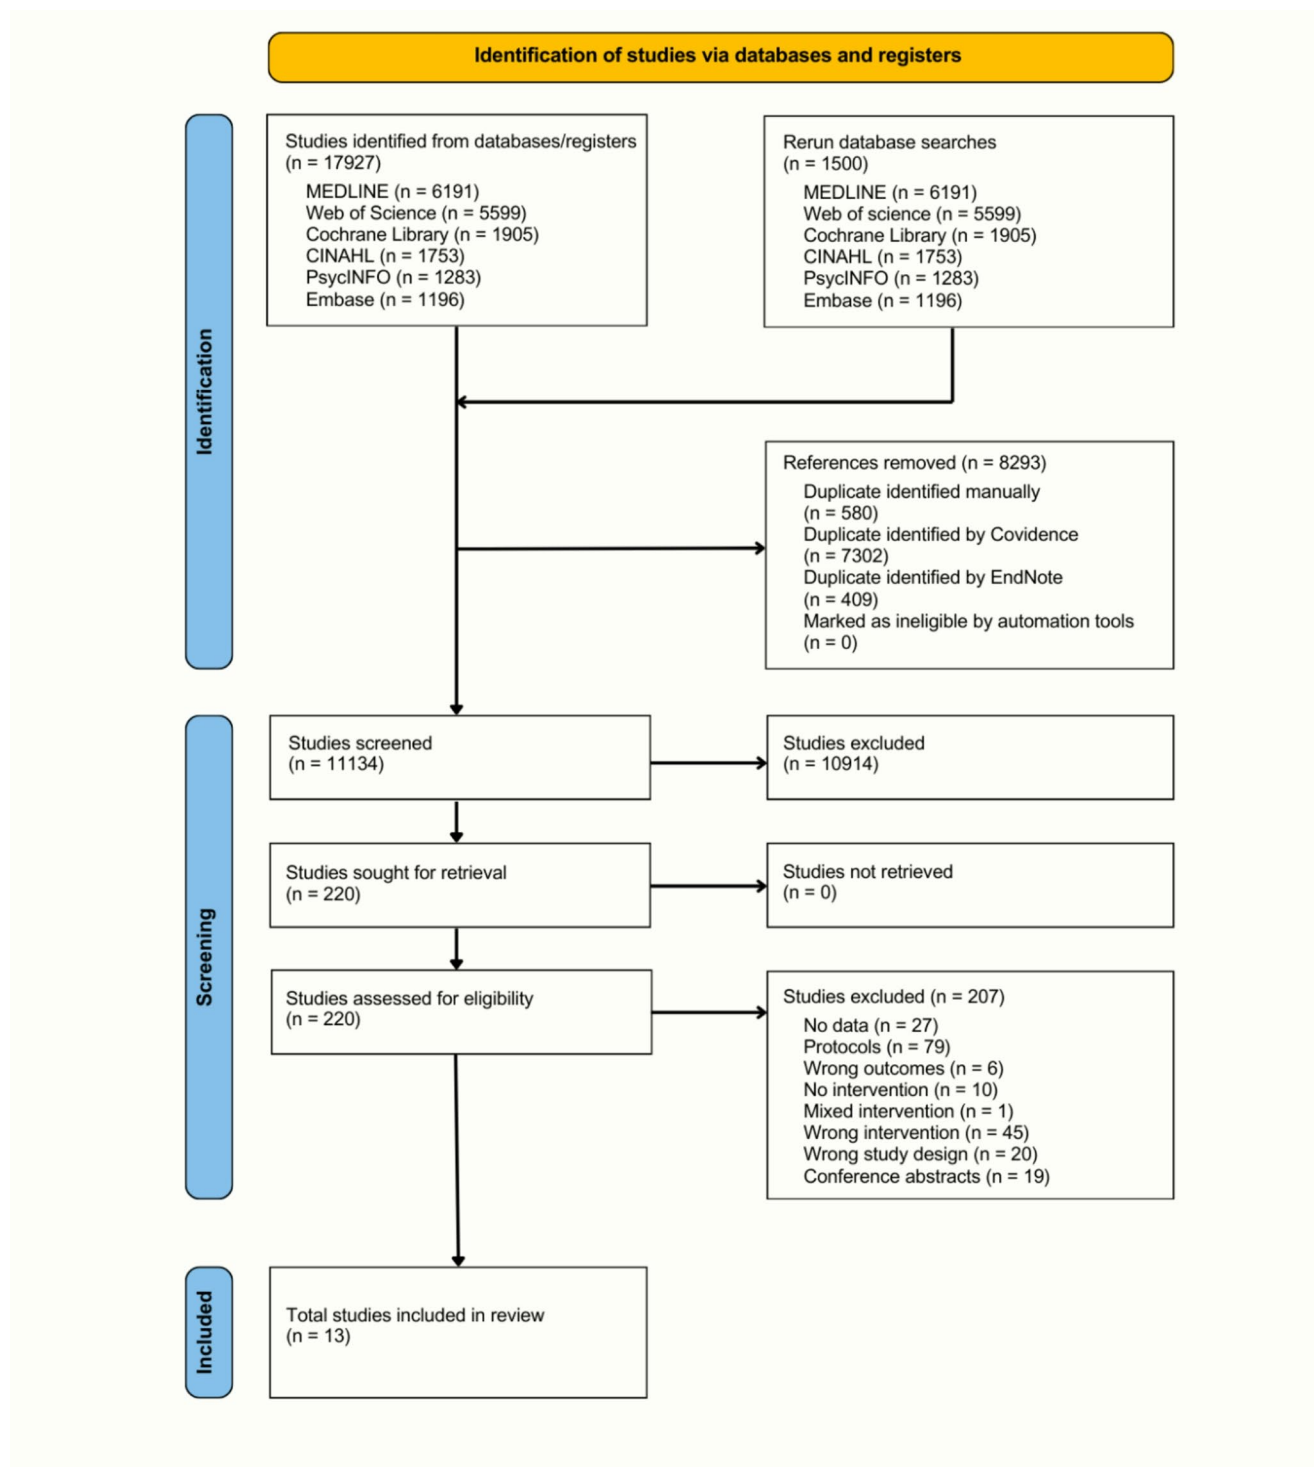 Identification of studies via databases and registers
Identification
Studies identified from databases/registers
(n = 17927)
MEDLINE (n = 6191)
Web of Science (n = 5599)
Cochrane Library (n = 1905)
CINAHL (n = 1753)
PsycINFO (n = 1283)
Embase (n = 1196)
Rerun database searches
(n = 1500)
MEDLINE (n = 6191)
Web of science (n = 5599)
Cochrane Library (n = 1905)
CINAHL (n = 1753)
PsycINFO (n = 1283)
Embase (n = 1196)
References removed (n = 8293)
Duplicate identified manually
(n = 580)
Duplicate identified by Covidence
(n = 7302)
Duplicate identified by EndNote
(n = 409)
Marked as ineligible by automation tools
(n = 0)
Screening
Studies screened
(n = 11134)
Studies excluded
(n = 10914)
Studies sought for retrieval
(n = 220)
Studies not retrieved
(n = 0)
Studies assessed for eligibility
(n = 220)
Studies excluded (n = 207)
No data (n = 27)
Protocols (n = 79)
Wrong outcomes (n = 6)
No intervention (n = 10)
Mixed intervention (n = 1)
Wrong intervention (n = 45)
Wrong study design (n = 20)
Conference abstracts (n = 19)
Included
Total studies included in review
(n = 13)